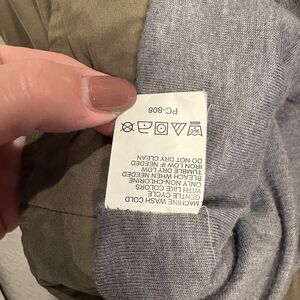 MACHINE WASH COLD
GENTLE CYCLE
WITH LIKE COLORS
ONLY NON-CHLORINE
BLEACH WHEN NEEDED
TUMBLE DRY LOW
IRON LOW IF NEEDED
DO NOT DRY CLEAN
PC-808